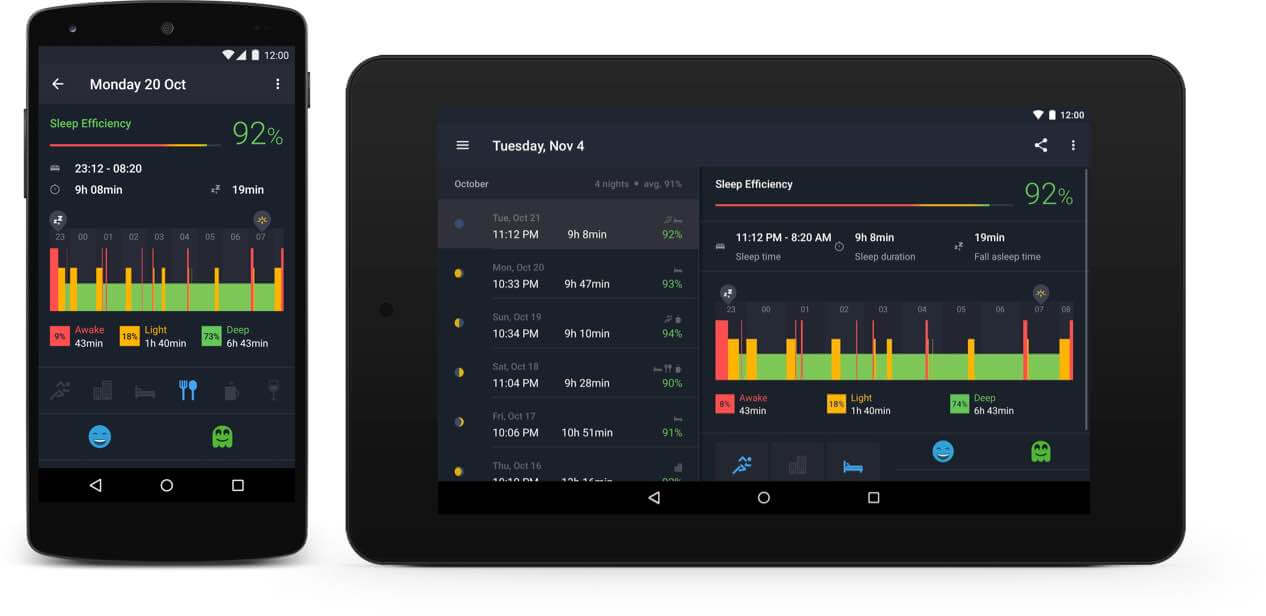 12:00
Monday 20 Oct
Sleep Efficiency
92%
23:12 - 08:20
9h 08min
19min
23 00 01 02 03 04 05 06 07
9% Awake 43min
18% Light 1h 40min
73% Deep 6h 43min
12:00
Tuesday, Nov 4
October 4 nights • avg. 91%
Tue, Oct 21
11:12 PM 9h 8min 92%
Mon, Oct 20
10:33 PM 9h 47min 93%
Sun, Oct 19
10:34 PM 9h 10min 94%
Sat, Oct 18
11:04 PM 9h 28min 90%
Fri, Oct 17
10:06 PM 10h 51min 91%
Thu, Oct 16
Sleep Efficiency
92%
11:12 PM - 8:20 AM 9h 8min 19min
Sleep time Sleep duration Fall asleep time
23 00 01 02 03 04 05 06 07 08
8% Awake 43min
18% Light 1h 40min
74% Deep 6h 43min